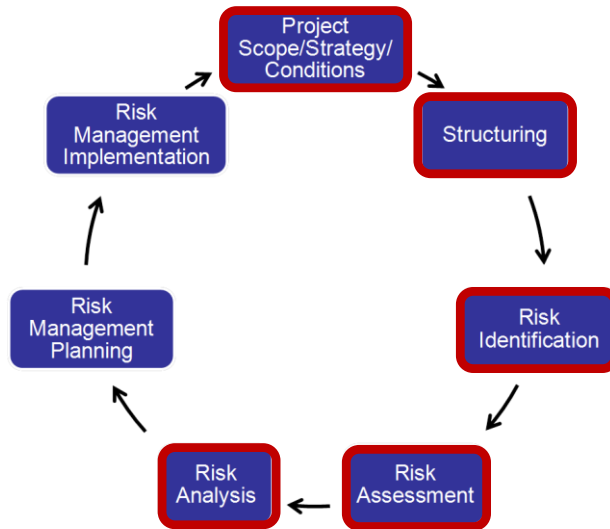 Project
Scope/Strategy/
Conditions
Structuring
Risk
Identification
Risk
Assessment
Risk
Analysis
Risk
Management
Planning
Risk
Management
Implementation